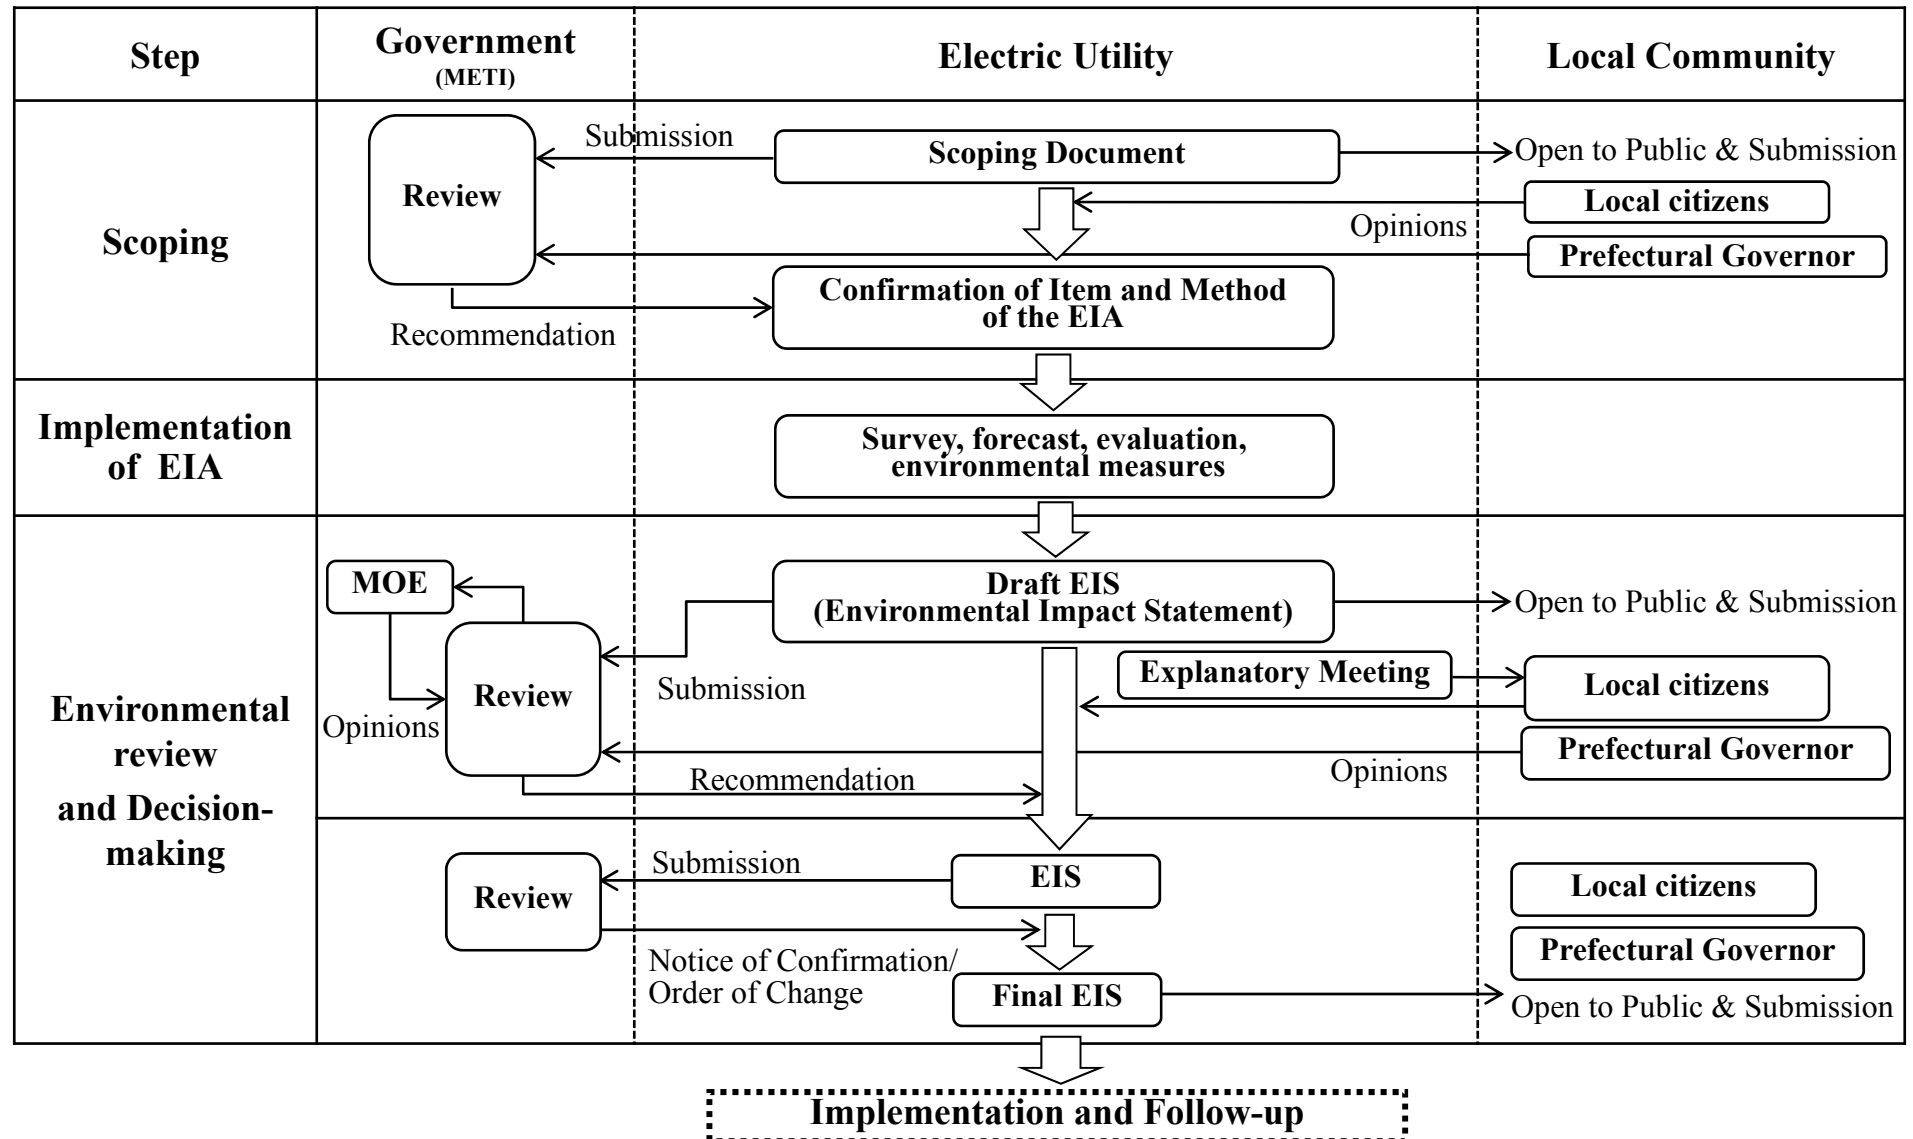 Step
Government
(METI)
Electric Utility
Local Community
Scoping
Review
Submission
Scoping Document
Open to Public & Submission
Local citizens
Opinions
Prefectural Governor
Confirmation of Item and Method
of the EIA
Recommendation
Implementation
of EIA
Survey, forecast, evaluation,
environmental measures
Environmental
review
and Decision-
making
MOE
Opinions
Review
Submission
Draft EIS
(Environmental Impact Statement)
Open to Public & Submission
Explanatory Meeting
Local citizens
Prefectural Governor
Opinions
Recommendation
Review
Submission
EIS
Local citizens
Prefectural Governor
Notice of Confirmation/
Order of Change
Final EIS
Open to Public & Submission
Implementation and Follow-up